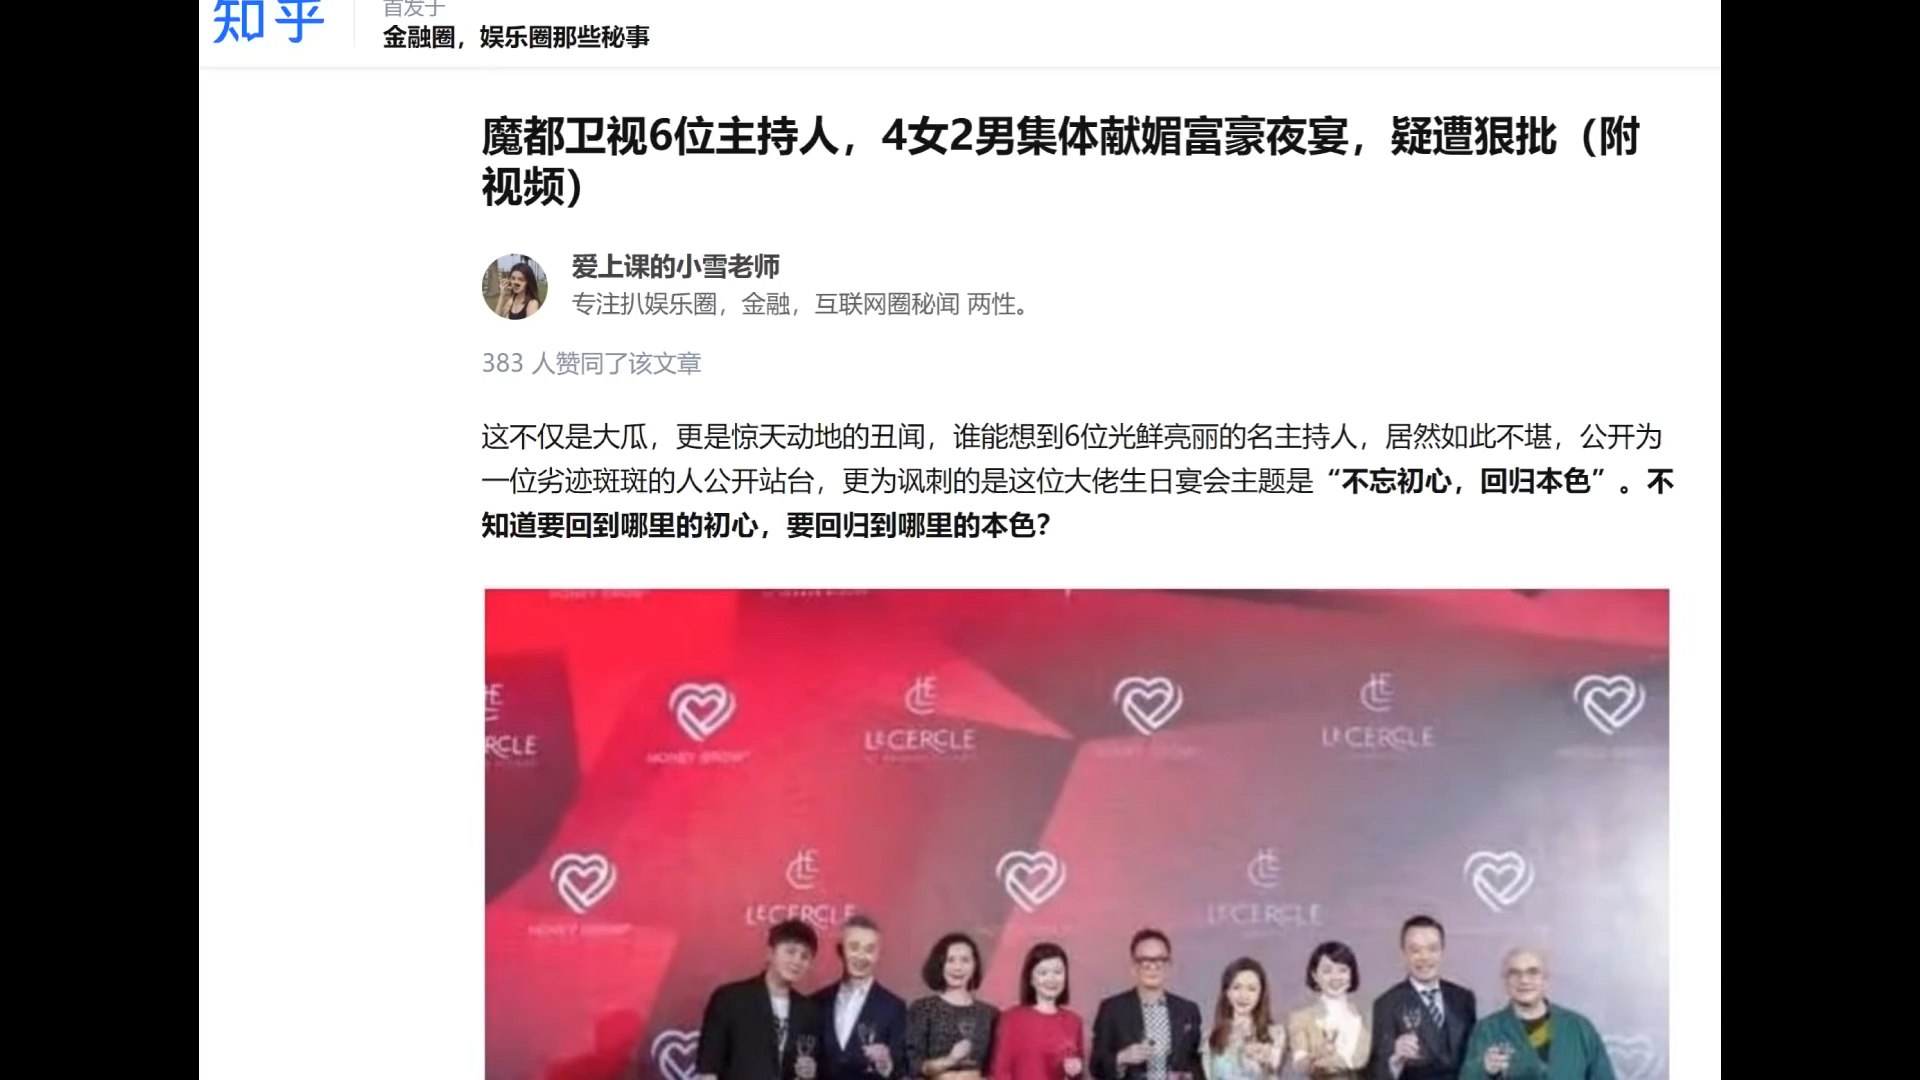 知乎
首发于
金融圈，娱乐圈那些秘事
魔都卫视6位主持人，4女2男集体献媚富豪夜宴，疑遭狠批（附
视频）
爱上课的小雪老师
专注扒娱乐圈，金融，互联网圈秘闻 两性。
383 人赞同了该文章
这不仅是大瓜，更是惊天动地的丑闻，谁能想到6位光鲜亮丽的名主持人，居然如此不堪，公开为
一位劣迹斑斑的人公开站台，更为讽刺的是这位大佬生日宴会主题是“不忘初心，回归本色”。不
知道要回到哪里的初心，要回归到哪里的本色？
RCLE LE CERCLE LE CERCLE
LE CERCLE LE CERCLE